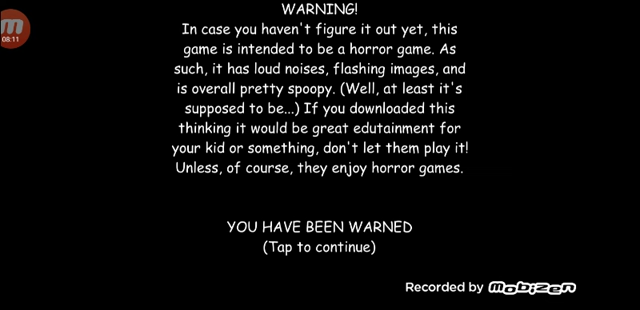 WARNING!
In case you haven't figure it out yet, this
game is intended to be a horror game. As
such, it has loud noises, flashing images, and
is overall pretty spoopy. (Well, at least it's
supposed to be...) If you downloaded this
thinking it would be great edutainment for
your kid or something, don't let them play it!
Unless, of course, they enjoy horror games.
YOU HAVE BEEN WARNED
(Tap to continue)
m
08:11
Recorded by Mobizen